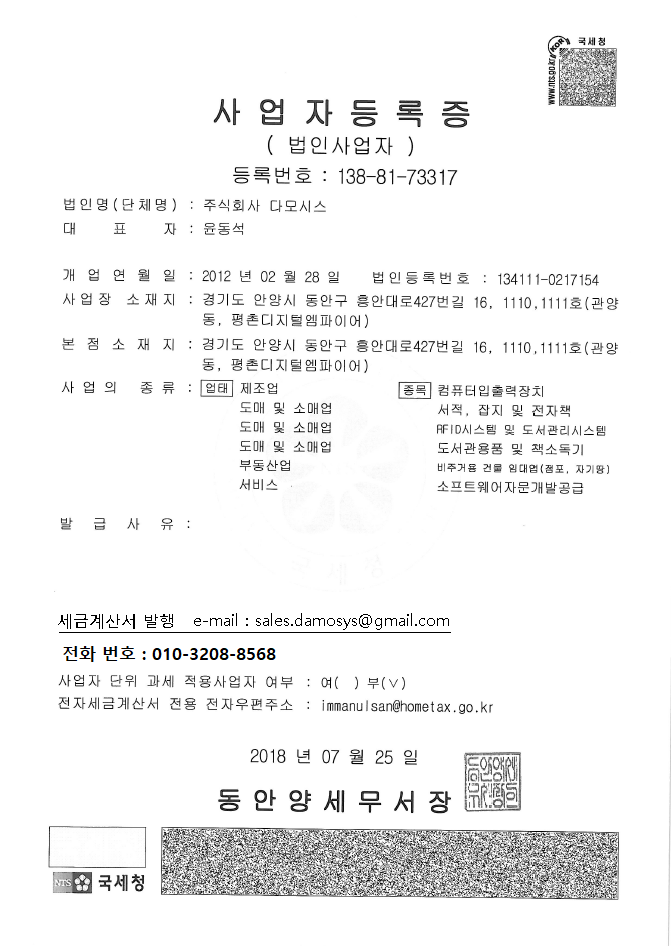 국세청
KOR
www.nts.go.kr
사업자등록증
( 법인사업자 )
등록번호 : 138-81-73317
법인명(단체명) : 주식회사 다모시스
대 표 자 : 윤동석
개 업 연 월 일 : 2012 년 02 월 28 일 법인등록번호 : 134111-0217154
사업장 소재지 : 경기도 안양시 동안구 흥안대로427번길 16, 1110,1111호(관양
동, 평촌디지털엠파이어)
본점소재지 : 경기도 안양시 동안구 흥안대로427번길 16, 1110,1111호(관양
동, 평촌디지털엠파이어)
사업의 종류 : 업태 제조업 종목 컴퓨터입출력장치
도매 및 소매업 서적, 잡지 및 전자책
도매 및 소매업 RFID시스템 및 도서관리시스템
도매 및 소매업 도서관용품 및 책소독기
부동산업 비주거용 건물 임대업(점포, 자기땅)
서비스 소프트웨어자문개발공급
발 급 사 유 :
세금계산서 발행 e-mail : sales.damosys@gmail.com
전화 번호 : 010-3208-8568
사업자 단위 과세 적용사업자 여부 : 여( ) 부(∨)
전자세금계산서 전용 전자우편주소 : immanulsan@hometax.go.kr
2018 년 07 월 25 일
동안양세무서장
NTS 국세청